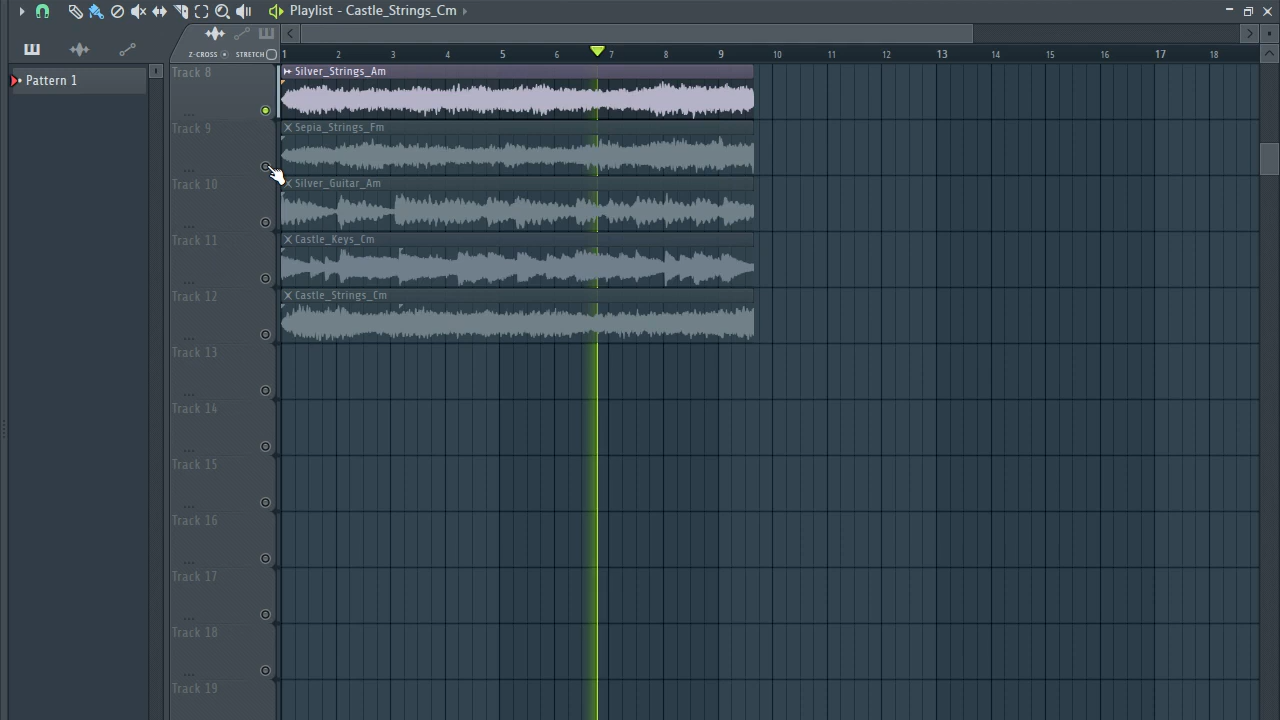 Playlist - Castle_Strings_Cm
Z-CROSS STRETCH
1 2 3 4 5 6 7 8 9 10 11 12 13 14 15 16 17 18
Pattern 1
Track 8
Silver_Strings_Am
Track 9
Sepia_Strings_Fm
Track 10
Silver_Guitar_Am
Track 11
Castle_Keys_Cm
Track 12
Castle_Strings_Cm
Track 13
Track 14
Track 15
Track 16
Track 17
Track 18
Track 19